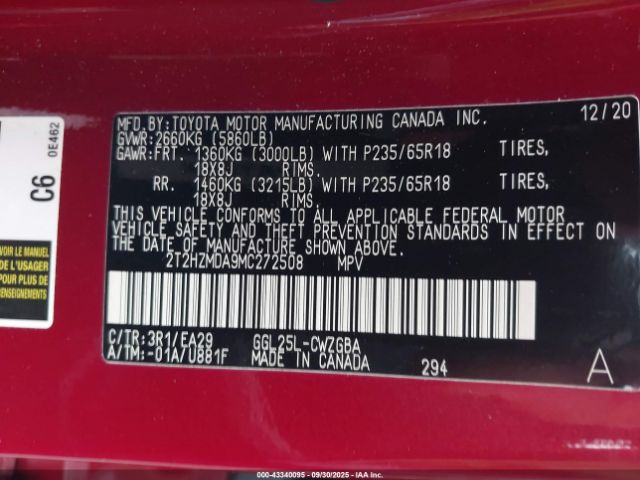 MFD.BY:TOYOTA MOTOR MANUFACTURING CANADA INC. 12/20
GVWR:2660KG (5860LB)
GAWR:FRT. 1360KG (3000LB) WITH P235/65R18 TIRES,
18X8J RIMS
RR. 1460KG (3215LB) WITH P235/65R18 TIRES,
18X8J RIMS
THIS VEHICLE CONFORMS TO ALL APPLICABLE FEDERAL MOTOR
VEHICLE SAFETY AND THEFT PREVENTION STANDARDS IN EFFECT ON
THE DATE OF MANUFACTURE SHOWN ABOVE.
2T2HZMDA9MC272508 MPV
C/TR:3R1/EA29 GGL25L-CWZGBA
A/TM:-01A/U881F MADE IN CANADA 294 A
C6 0E462
VOIR LE MANUEL
DE L'USAGER
RENSEIGNEMENTS
© 000-43340095 - 09/30/2025 - IAA, Inc.